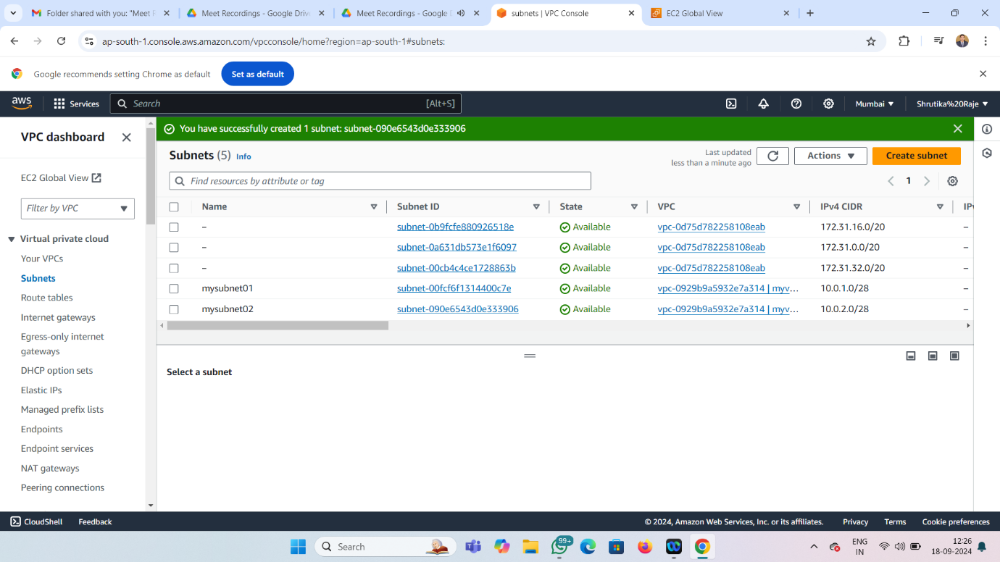 Folder shared with you: "Meet R
Meet Recordings - Google Drive
Meet Recordings - Google D
subnets | VPC Console
EC2 Global View
ap-south-1.console.aws.amazon.com/vpcconsole/home?region=ap-south-1#subnets:
Google recommends setting Chrome as default
Set as default
aws
Services
Search
[Alt+S]
Mumbai
Shrutika%20Raje
VPC dashboard
EC2 Global View
Filter by VPC
Virtual private cloud
Your VPCs
Subnets
Route tables
Internet gateways
Egress-only internet
gateways
DHCP option sets
Elastic IPs
Managed prefix lists
Endpoints
Endpoint services
NAT gateways
Peering connections
You have successfully created 1 subnet: subnet-090e6543d0e333906
Subnets (5) Info
Last updated
less than a minute ago
Actions
Create subnet
Find resources by attribute or tag
1
Name Subnet ID State VPC IPv4 CIDR IPv
– subnet-0b9fcfe880926518e Available vpc-0d75d782258108eab 172.31.16.0/20 –
– subnet-0a631db573e1f6097 Available vpc-0d75d782258108eab 172.31.0.0/20 –
– subnet-00cb4c4ce1728863b Available vpc-0d75d782258108eab 172.31.32.0/20 –
mysubnet01 subnet-00fcf6f1314400c7e Available vpc-0929b9a5932e7a314 | myv... 10.0.1.0/28 –
mysubnet02 subnet-090e6543d0e333906 Available vpc-0929b9a5932e7a314 | myv... 10.0.2.0/28 –
Select a subnet
CloudShell
Feedback
© 2024, Amazon Web Services, Inc. or its affiliates.
Privacy
Terms
Cookie preferences
Search
99+
ENG
IN
12:26
18-09-2024